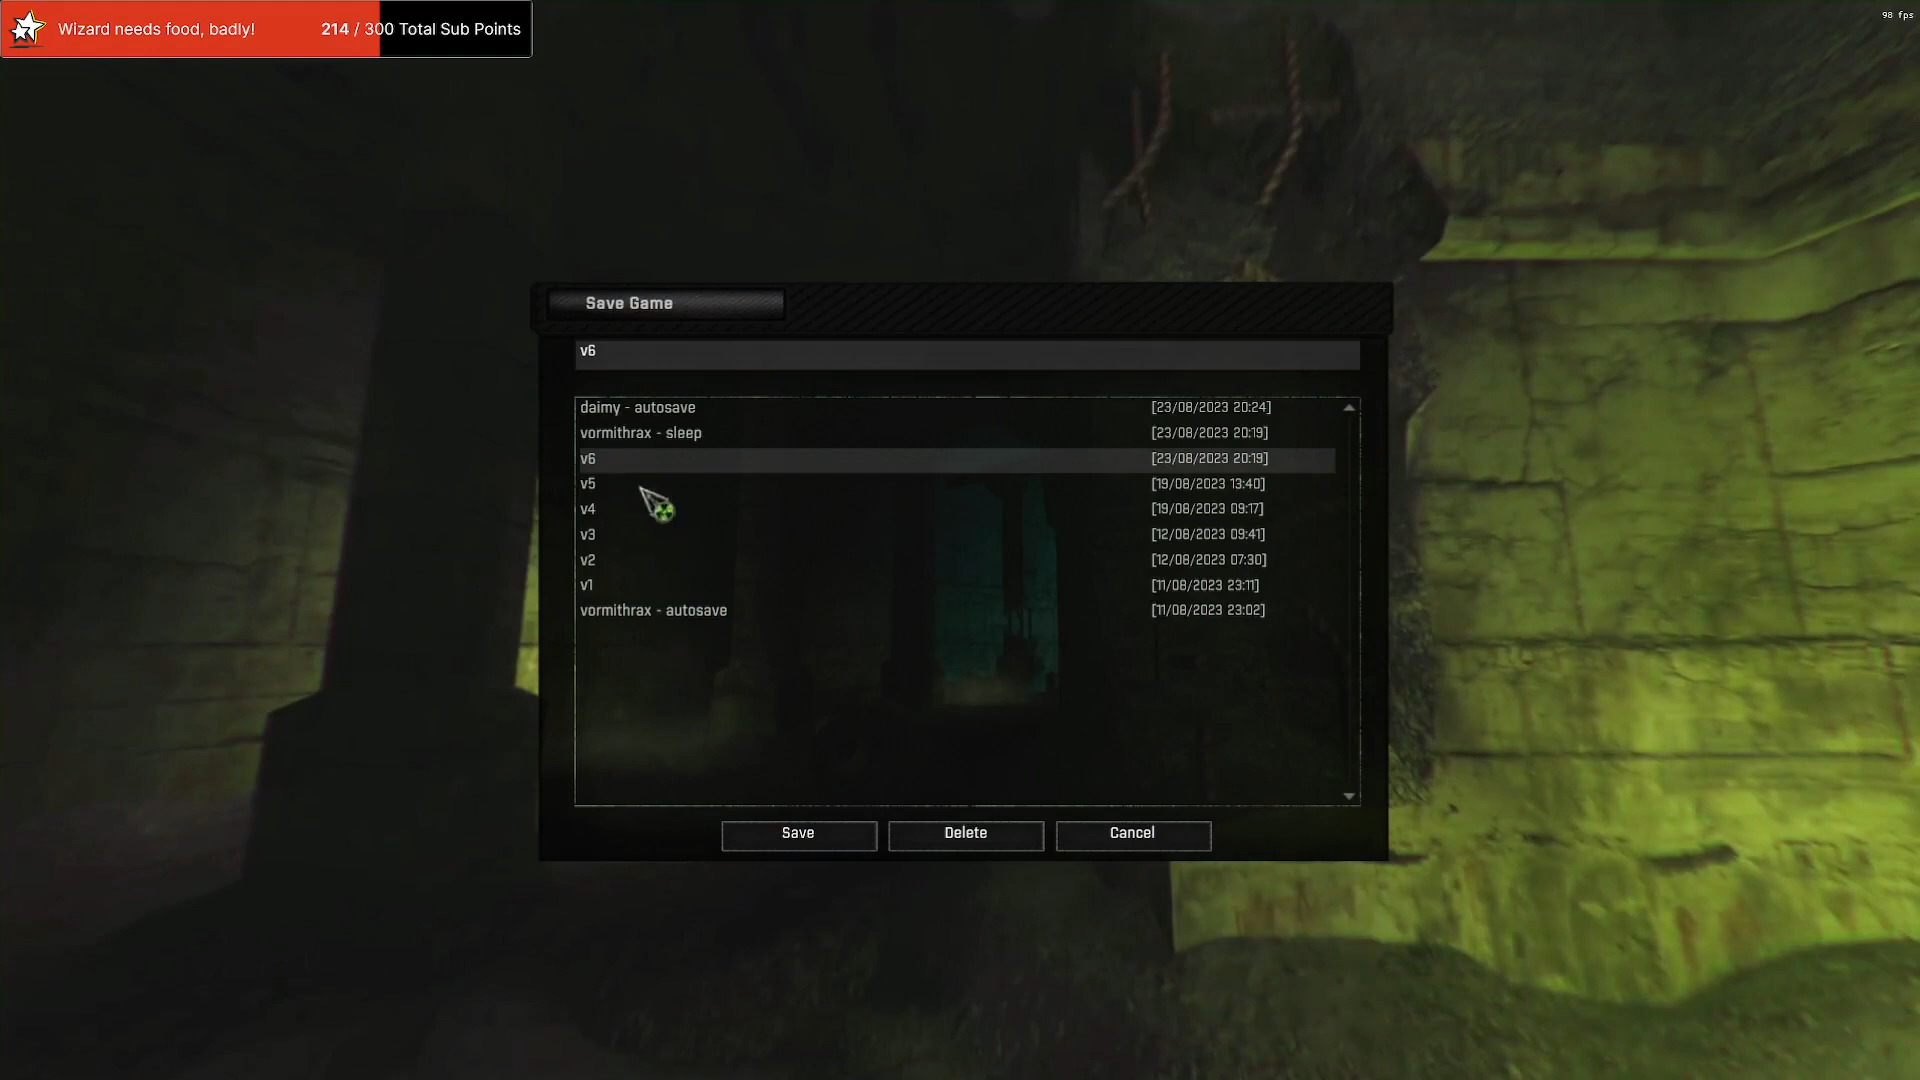 Wizard needs food, badly! 214 / 300 Total Sub Points
98 fps
Save Game
v6
daimy - autosave [23/08/2023 20:24]
vormithrax - sleep [23/08/2023 20:19]
v6 [23/08/2023 20:19]
v5 [19/08/2023 13:40]
v4 [19/08/2023 09:17]
v3 [12/08/2023 09:41]
v2 [12/08/2023 07:30]
v1 [11/08/2023 23:11]
vormithrax - autosave [11/08/2023 23:02]
Save Delete Cancel